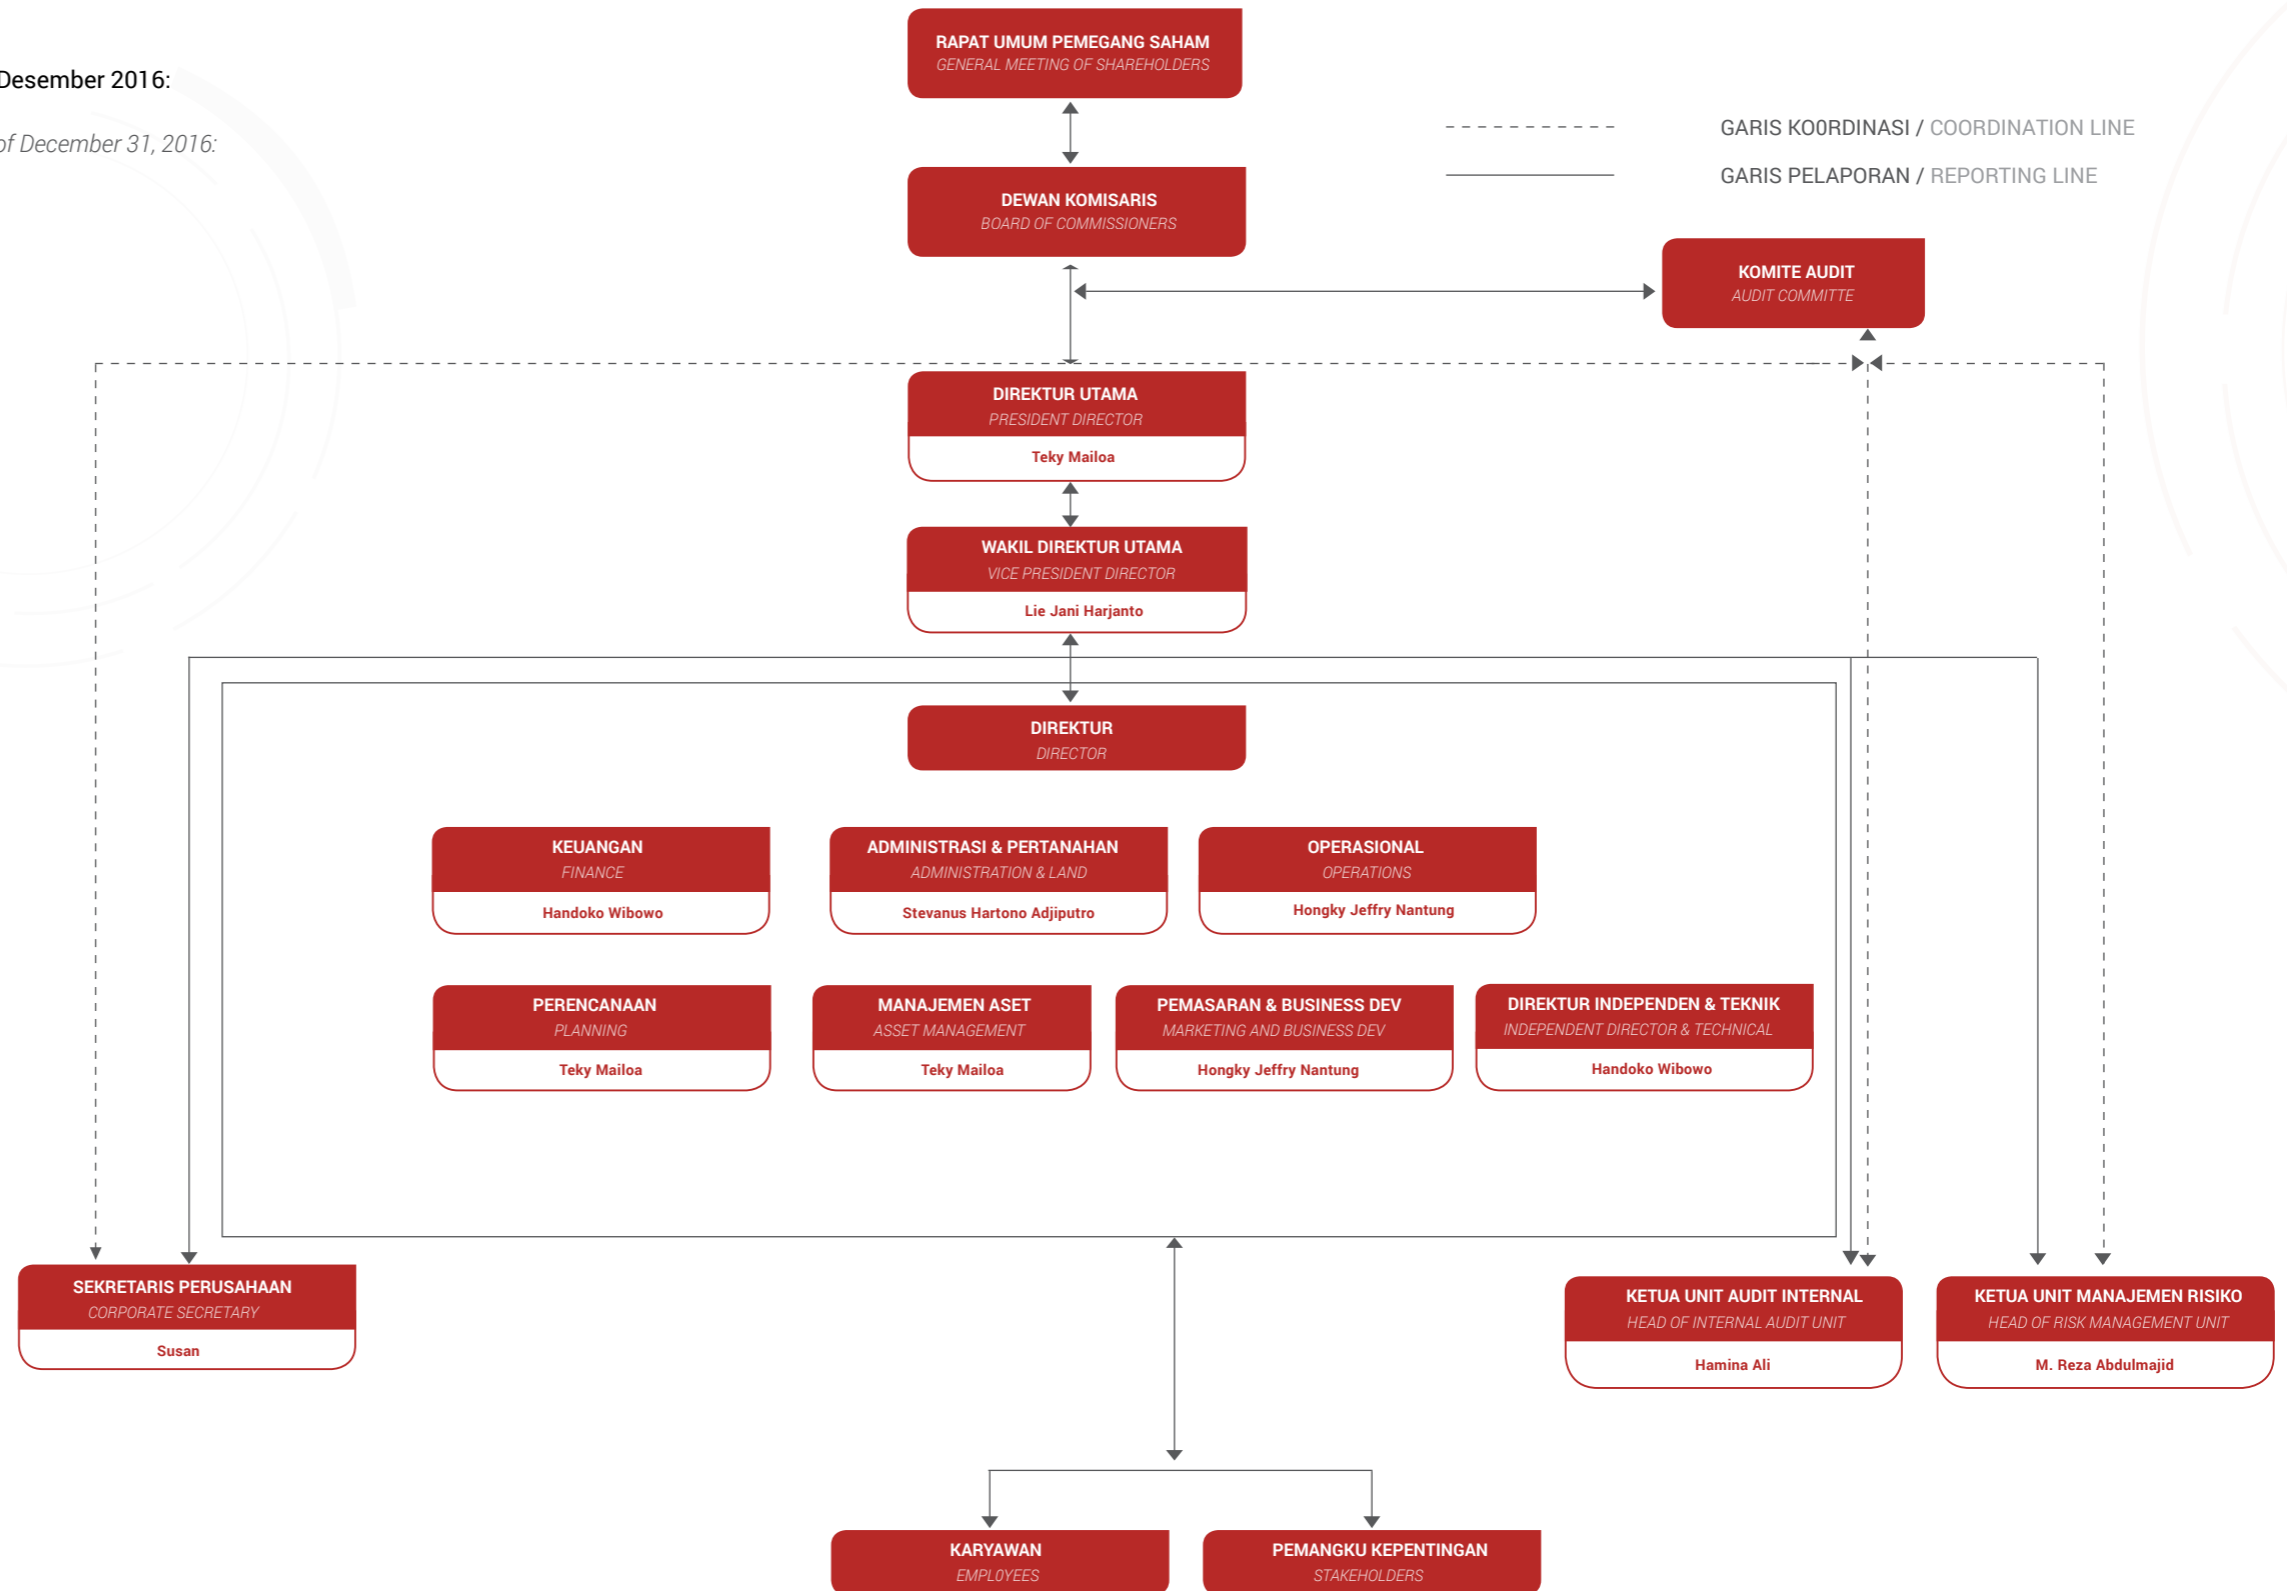 Desember 2016:
of December 31, 2016:
RAPAT UMUM PEMEGANG SAHAM
GENERAL MEETING OF SHAREHOLDERS
GARIS KO0RDINASI / COORDINATION LINE
GARIS PELAPORAN / REPORTING LINE
DEWAN KOMISARIS
BOARD OF COMMISSIONERS
KOMITE AUDIT
AUDIT COMMITTE
DIREKTUR UTAMA
PRESIDENT DIRECTOR
Teky Mailoa
WAKIL DIREKTUR UTAMA
VICE PRESIDENT DIRECTOR
Lie Jani Harjanto
DIREKTUR
DIRECTOR
KEUANGAN
FINANCE
Handoko Wibowo
ADMINISTRASI & PERTANAHAN
ADMINISTRATION & LAND
Stevanus Hartono Adjiputro
OPERASIONAL
OPERATIONS
Hongky Jeffry Nantung
PERENCANAAN
PLANNING
Teky Mailoa
MANAJEMEN ASET
ASSET MANAGEMENT
Teky Mailoa
PEMASARAN & BUSINESS DEV
MARKETING AND BUSINESS DEV
Hongky Jeffry Nantung
DIREKTUR INDEPENDEN & TEKNIK
INDEPENDENT DIRECTOR & TECHNICAL
Handoko Wibowo
SEKRETARIS PERUSAHAAN
CORPORATE SECRETARY
Susan
KETUA UNIT AUDIT INTERNAL
HEAD OF INTERNAL AUDIT UNIT
Hamina Ali
KETUA UNIT MANAJEMEN RISIKO
HEAD OF RISK MANAGEMENT UNIT
M. Reza Abdulmajid
KARYAWAN
EMPLOYEES
PEMANGKU KEPENTINGAN
STAKEHOLDERS